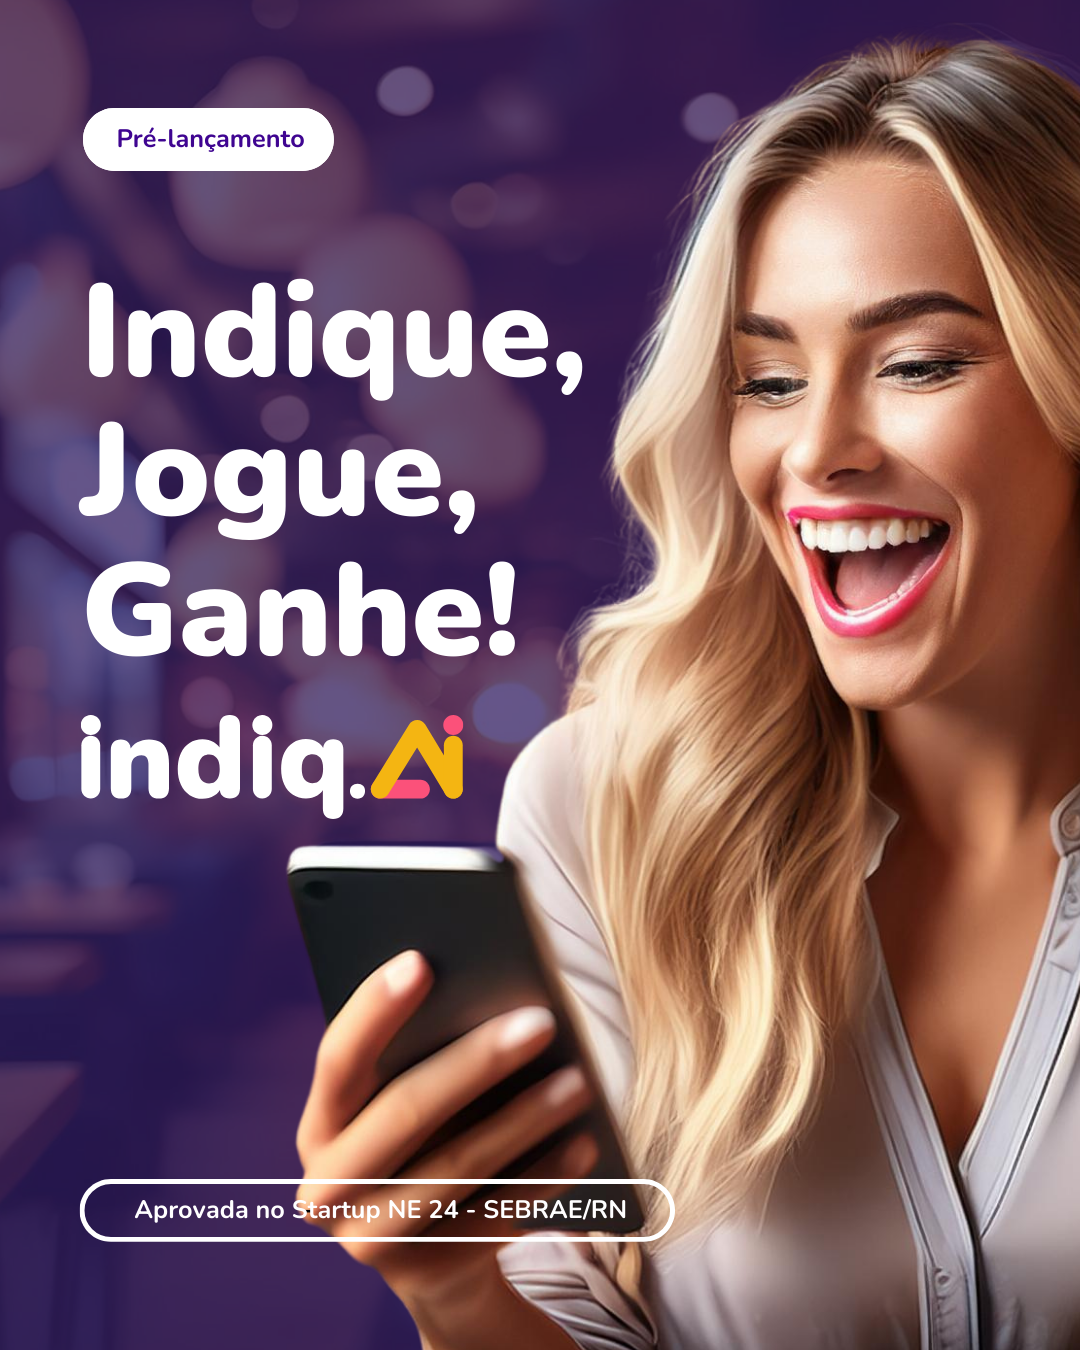 Pré-lançamento
Indique,
Jogue,
Ganhe!
indiq.Ai
Aprovada no Startup NE 24 - SEBRAE/RN